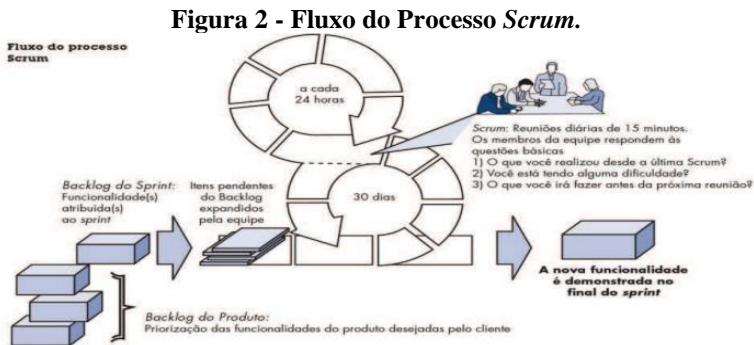 Figura 2 - Fluxo do Processo Scrum.
Fluxo do processo
Scrum
a cada
24 horas
Scrum: Reuniões diárias de 15 minutos.
Os membros da equipe respondem às
questões básicas
1) O que você realizou desde a última Scrum?
2) Você está tendo alguma dificuldade?
3) O que você irá fazer antes da próxima reunião?
Backlog do Sprint:
Funcionalidade(s)
atribuída(s)
ao sprint
Itens pendentes
do Backlog
expandidos
pela equipe
30 dias
A nova funcionalidade
é demonstrada no
final do sprint
Backlog do Produto:
Priorização das funcionalidades do produto desejadas pelo cliente